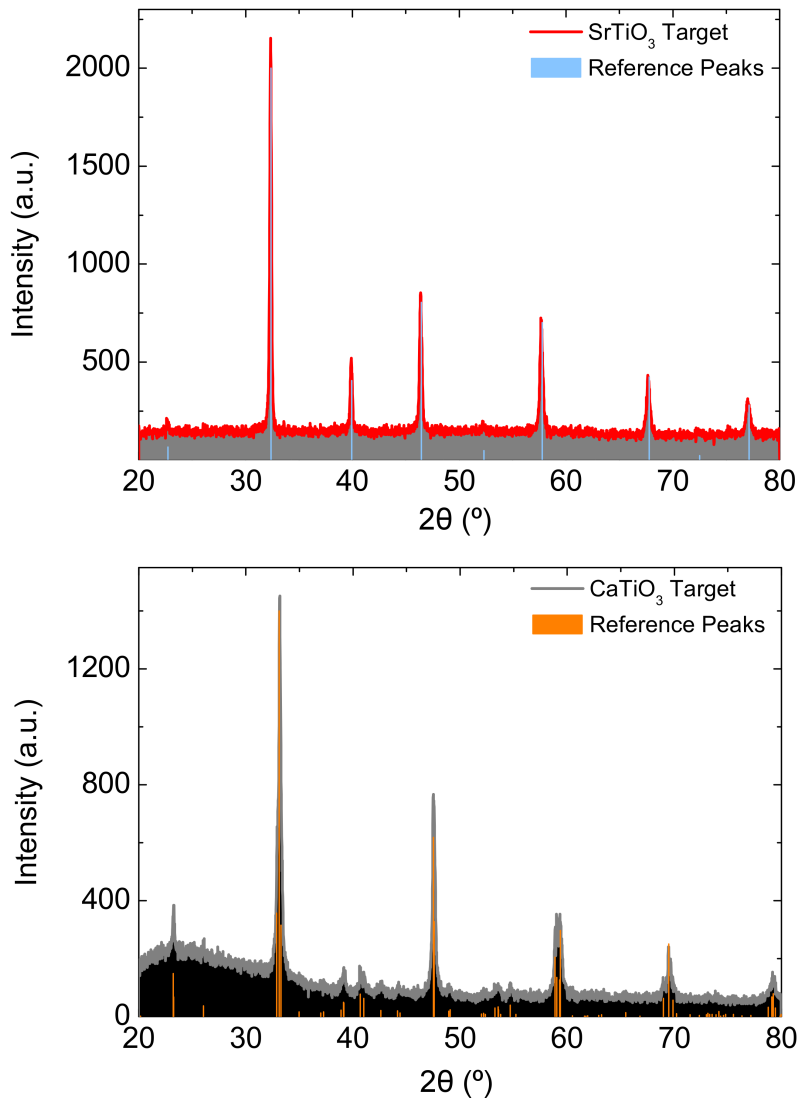 SrTiO₃ Target
Reference Peaks
2000
1500
1000
500
Intensity (a.u.)
20 30 40 50 60 70 80
2θ (º)
CaTiO₃ Target
Reference Peaks
1200
800
400
0
Intensity (a.u.)
20 30 40 50 60 70 80
2θ (º)